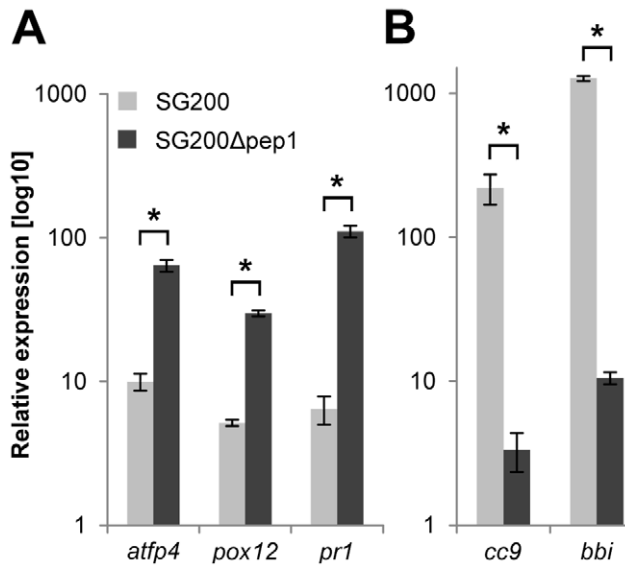 A
B
Relative expression [log10]
1000
100
10
1
SG200
SG200Δpep1
*
*
*
atfp4
pox12
pr1
1000
100
10
1
*
*
cc9
bbi